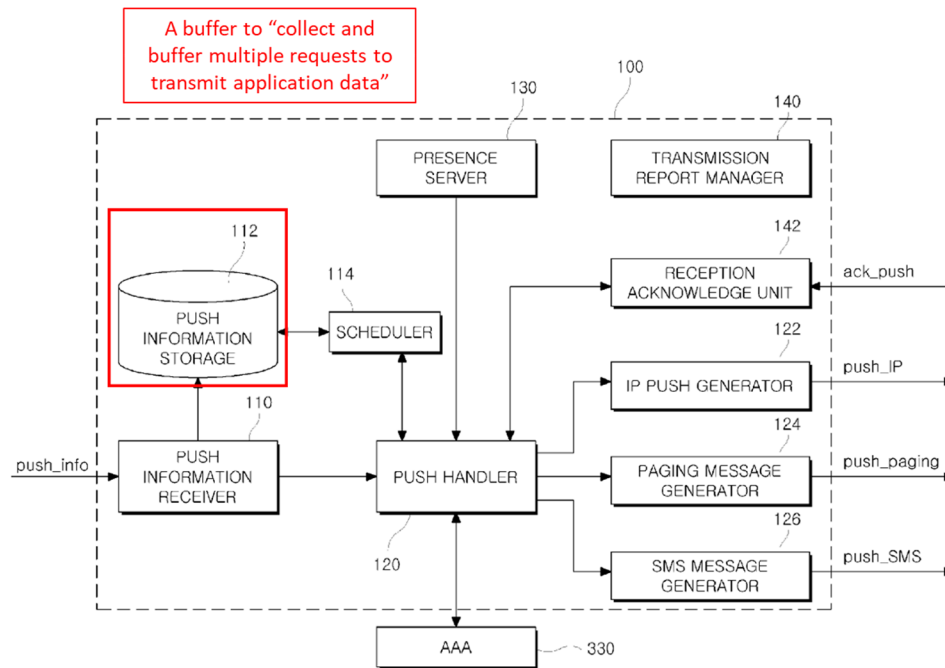 A buffer to “collect and
buffer multiple requests to
transmit application data”
100
130
140
PRESENCE
SERVER
TRANSMISSION
REPORT MANAGER
112
142
114
RECEPTION
ACKNOWLEDGE UNIT
ack_push
PUSH
INFORMATION
STORAGE
SCHEDULER
122
IP PUSH GENERATOR
push_IP
110
124
push_info
PUSH
INFORMATION
RECEIVER
PUSH HANDLER
PAGING MESSAGE
GENERATOR
push_paging
126
120
SMS MESSAGE
GENERATOR
push_SMS
AAA
330